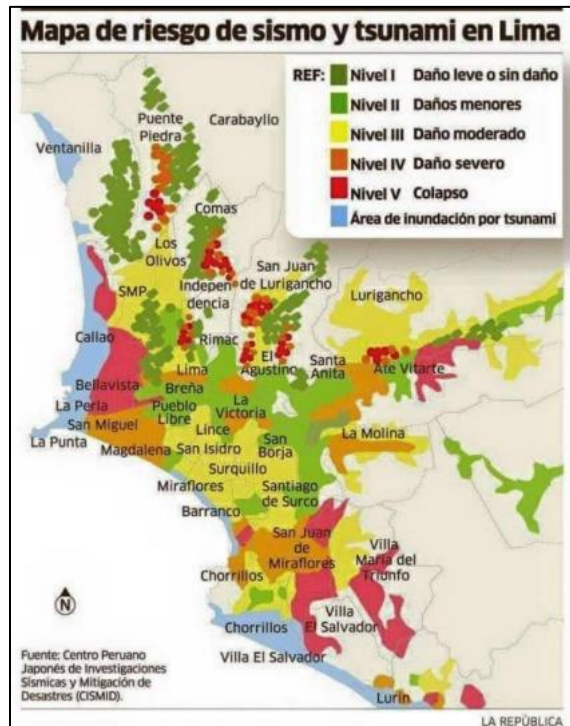 Mapa de riesgo de sismo y tsunami en Lima
REF:
Nivel I Daño leve o sin daño
Nivel II Daños menores
Nivel III Daño moderado
Nivel IV Daño severo
Nivel V Colapso
Área de inundación por tsunami
Puente
Piedra
Carabayllo
Ventanilla
Comas
Los
Olivos
San Juan
de Lurigancho
Indepen
dencia
SMP
Lurigancho
Callao
Rimac
Lima
El
Agustino
Santa
Anita
Ate Vitarte
Bellavista
Breña
La Perla
Pueblo
Libre
La
Victoria
San Miguel
Lince
La Punta
Magdalena
San Isidro
San
Borja
La Molina
Surquillo
Miraflores
Santiago
de Surco
Barranco
San Juan
de
Miraflores
Villa
María del
Triunfo
Chorrillos
Villa
El Salvador
Chorrillos
Villa El Salvador
Lurín
N
Fuente: Centro Peruano
Japonés de Investigaciones
Sísmicas y Mitigación de
Desastres (CISMID).
LA REPÚBLICA